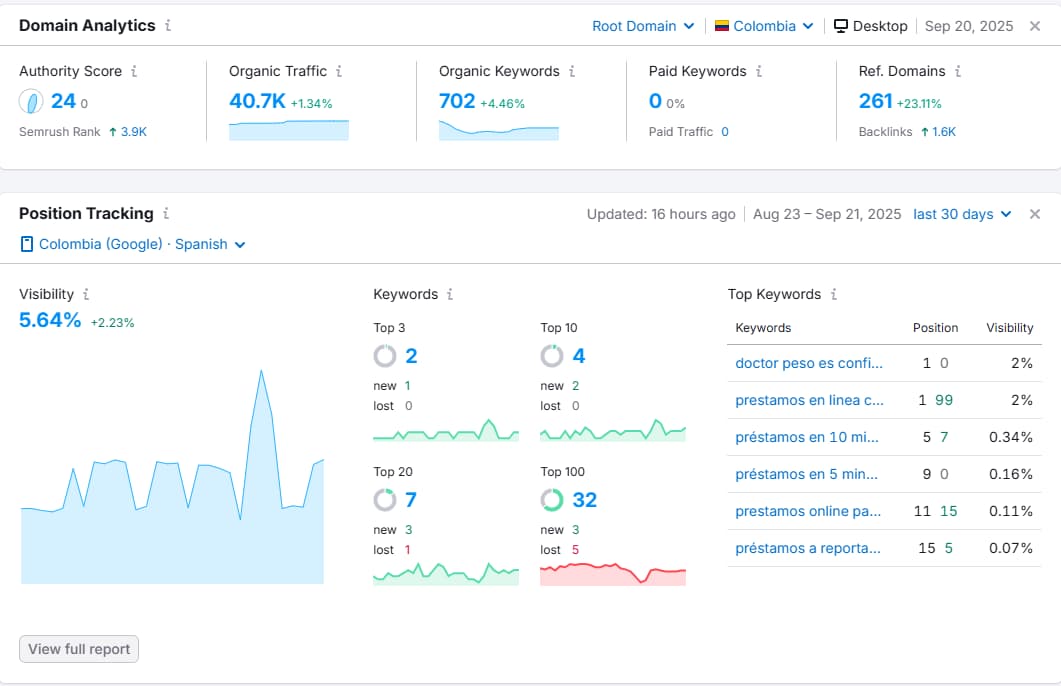 Domain Analytics i Root Domain Colombia Desktop Sep 20, 2025
Authority Score i Organic Traffic i Organic Keywords i Paid Keywords i Ref. Domains i
24 0 40.7K +1.34% 702 +4.46% 0 0% 261 +23.11%
Semrush Rank ↑ 3.9K Paid Traffic 0 Backlinks ↑ 1.6K
Position Tracking i Updated: 16 hours ago Aug 23 – Sep 21, 2025 last 30 days
Colombia (Google) · Spanish
Visibility i
5.64% +2.23%
Keywords i
Top 3
2
new 1
lost 0
Top 10
4
new 2
lost 0
Top 20
7
new 3
lost 1
Top 100
32
new 3
lost 5
Top Keywords i
Keywords Position Visibility
doctor peso es confi... 1 0 2%
prestamos en linea c... 1 99 2%
préstamos en 10 mi... 5 7 0.34%
préstamos en 5 min... 9 0 0.16%
prestamos online pa... 11 15 0.11%
préstamos a reporta... 15 5 0.07%
View full report